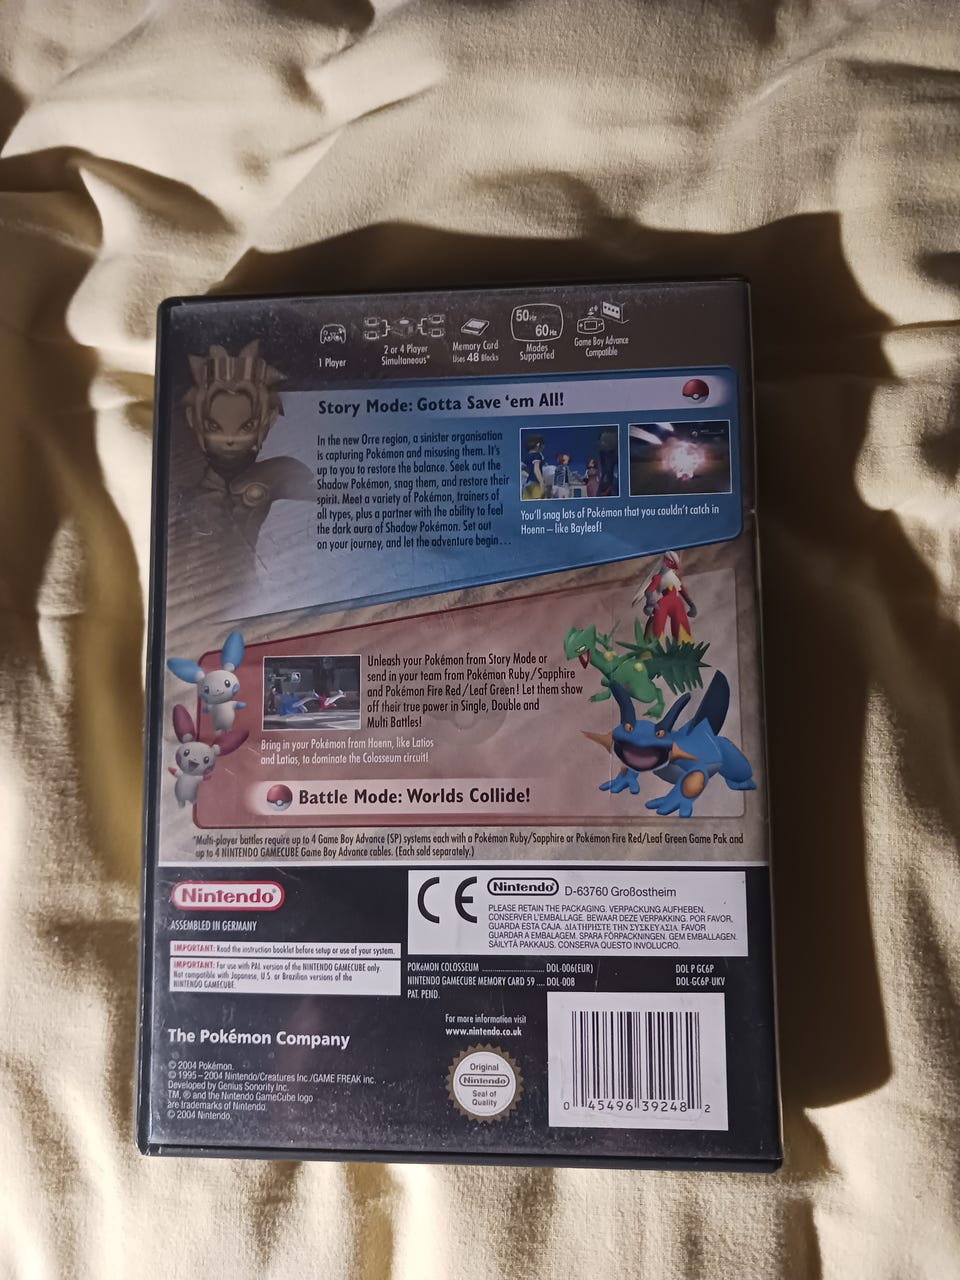 50Hz
60Hz
1 Player
2 or 4 Player
Simultaneous*
Memory Card
Uses 48 Blocks
Modes
Supported
Game Boy Advance
Compatible
Story Mode: Gotta Save ‘em All!
In the new Orre region, a sinister organisation
is capturing Pokémon and misusing them. It's
up to you to restore the balance. Seek out the
Shadow Pokémon, snag them, and restore their
spirit. Meet a variety of Pokémon, trainers of
all types, plus a partner with the ability to feel
the dark aura of Shadow Pokémon. Set out
on your journey, and let the adventure begin...
You'll snag lots of Pokémon that you couldn't catch in
Hoenn – like Bayleef!
Unleash your Pokémon from Story Mode or
send in your team from Pokémon Ruby/Sapphire
and Pokémon Fire Red/Leaf Green! Let them show
off their true power in Single, Double and
Multi Battles!
Bring in your Pokémon from Hoenn, like Latios
and Latias, to dominate the Colosseum circuit!
Battle Mode: Worlds Collide!
*Multi-player battles require up to 4 Game Boy Advance (SP) systems each with a Pokémon Ruby/Sapphire or Pokémon Fire Red/Leaf Green Game Pak and
up to 4 NINTENDO GAMECUBE Game Boy Advance cables. (Each sold separately.)
Nintendo®
ASSEMBLED IN GERMANY
IMPORTANT: Read the instruction booklet before setup or use of your system.
IMPORTANT: For use with PAL version of the NINTENDO GAMECUBE only.
Not compatible with Japanese, U.S. or Brazilian versions of the
NINTENDO GAMECUBE.
CE
Nintendo® D-63760 Großostheim
PLEASE RETAIN THE PACKAGING. VERPACKUNG AUFHEBEN.
CONSERVER L'EMBALLAGE. BEWAAR DEZE VERPAKKING. POR FAVOR,
GUARDA ESTA CAJA. ΔΙΑΤΗΡΗΣΤΕ ΤΗΝ ΣΥΣΚΕΥΑΣΙΑ. FAVOR
GUARDAR A EMBALAGEM. SPARA FÖRPACKNINGEN. GEM EMBALLAGEN.
SÄILYTÄ PAKKAUS. CONSERVA QUESTO INVOLUCRO.
POKéMON COLOSSEUM .................... DOL-006(EUR) DOL P GC6P
NINTENDO GAMECUBE MEMORY CARD 59 .... DOL-008 DOL-GC6P-UKV
PAT. PEND.
For more information visit
www.nintendo.co.uk
The Pokémon Company
© 2004 Pokémon.
© 1995–2004 Nintendo/Creatures Inc./GAME FREAK inc.
Developed by Genius Sonority Inc.
TM, ® and the Nintendo GameCube logo
are trademarks of Nintendo.
© 2004 Nintendo.
Original
Nintendo
Seal of
Quality
0 45496 39248 2